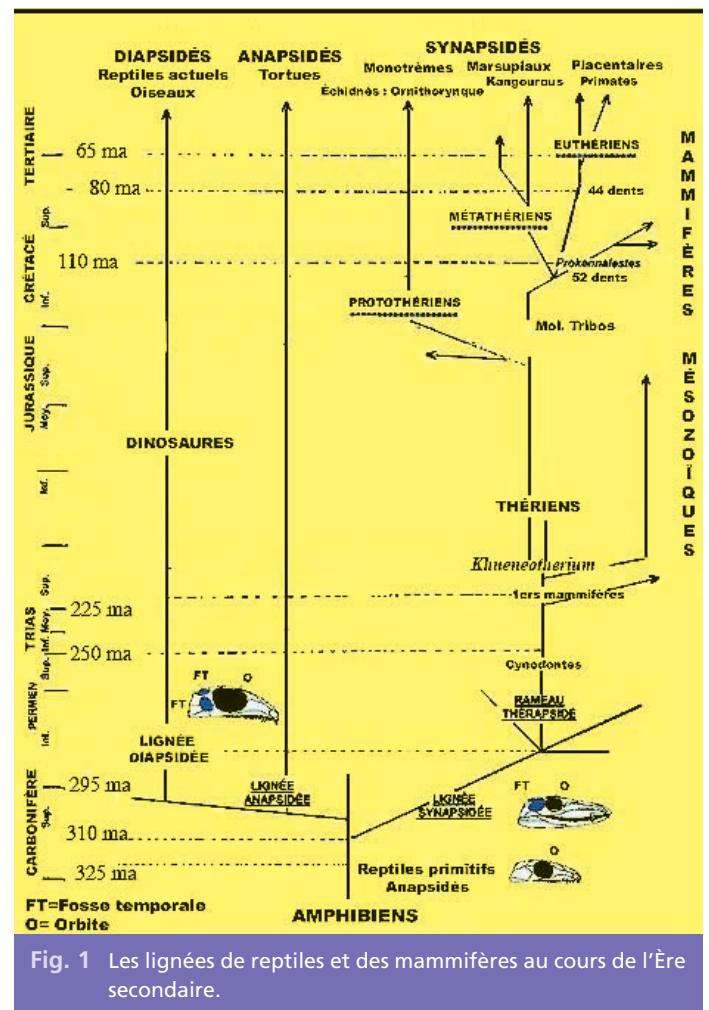 DIAPSIDÉS
Reptiles actuels
Oiseaux
ANAPSIDÉS
Tortues
SYNAPSIDÉS
Monotrèmes
Échidnés : Ornithorynque
Marsupiaux
Kangourous
Placentaires
Primates
TERTIAIRE
65 ma
EUTHÉRIENS
80 ma
44 dents
Sup.
MÉTATHÉRIENS
CRÉTACÉ
110 ma
Prokennalestes
52 dents
Inf.
PROTOTHÉRIENS
Mol. Tribos
MAMMIFÈRES
MÉSOZOÏQUES
JURASSIQUE
Sup.
Moy.
Inf.
DINOSAURES
THÉRIENS
Khueneotherium
1ers mammifères
TRIAS
Sup.
Moy.
Inf.
225 ma
250 ma
Cynodontes
PERMIEN
Sup.
Inf.
FT O
FT
RAMEAU
THÉRAPSIDÉ
LIGNÉE
DIAPSIDÉE
CARBONIFÈRE
Sup.
295 ma
LIGNÉE
ANAPSIDÉE
LIGNÉE
SYNAPSIDÉE
FT O
310 ma
325 ma
O
Reptiles primitifs
Anapsidés
FT=Fosse temporale
O= Orbite
AMPHIBIENS
Fig. 1 Les lignées de reptiles et des mammifères au cours de l'Ère
secondaire.